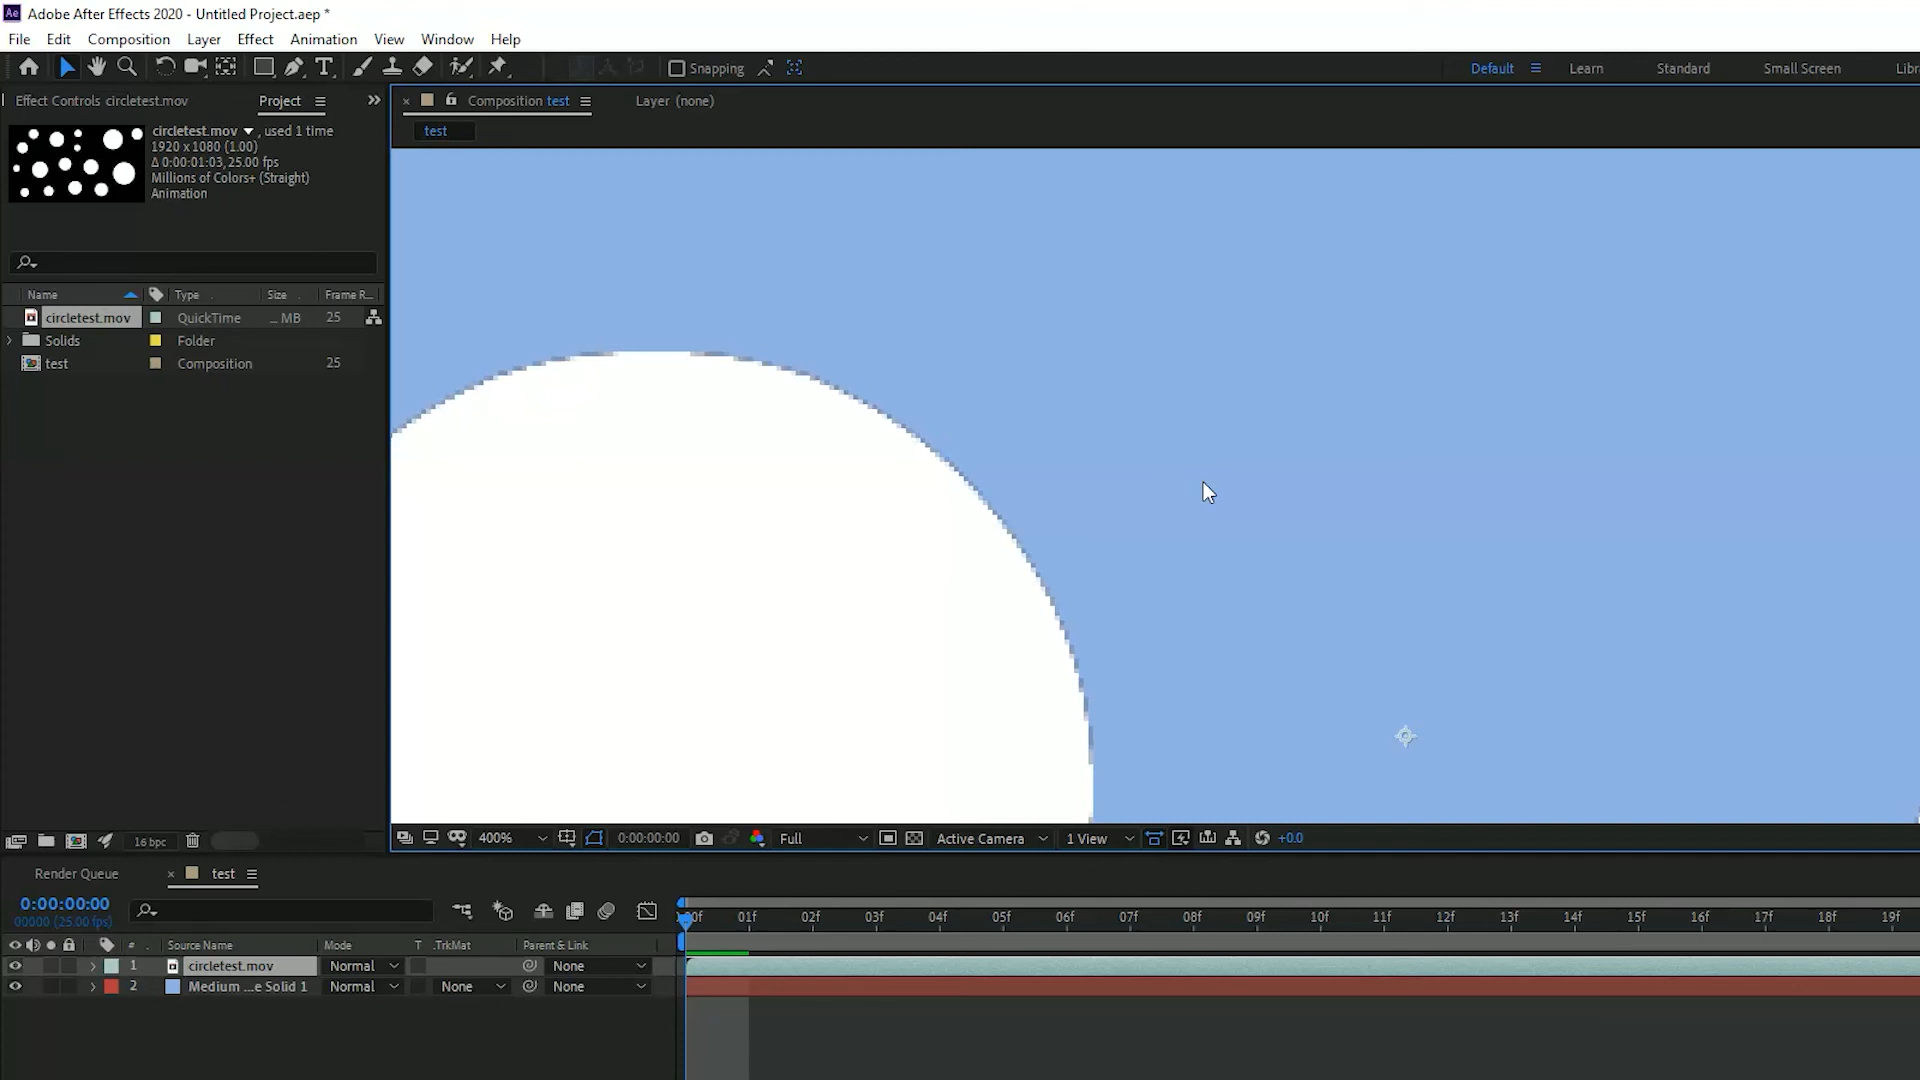 Adobe After Effects 2020 - Untitled Project.aep *
File Edit Composition Layer Effect Animation View Window Help
Snapping Default Learn Standard Small Screen Libr
Effect Controls circletest.mov Project Composition test Layer (none)
test
circletest.mov , used 1 time
1920 x 1080 (1.00)
Δ 0:00:01:03, 25.00 fps
Millions of Colors+ (Straight)
Animation
Name Type Size Frame R...
circletest.mov QuickTime ... MB 25
Solids Folder
test Composition 25
16 bpc 400% 0:00:00:00 Full Active Camera 1 View +0.0
Render Queue test
0:00:00:00
00000 (25.00 fps)
:00f 01f 02f 03f 04f 05f 06f 07f 08f 09f 10f 11f 12f 13f 14f 15f 16f 17f 18f 19f
# Source Name Mode T .TrkMat Parent & Link
1 circletest.mov Normal None
2 Medium ...e Solid 1 Normal None None